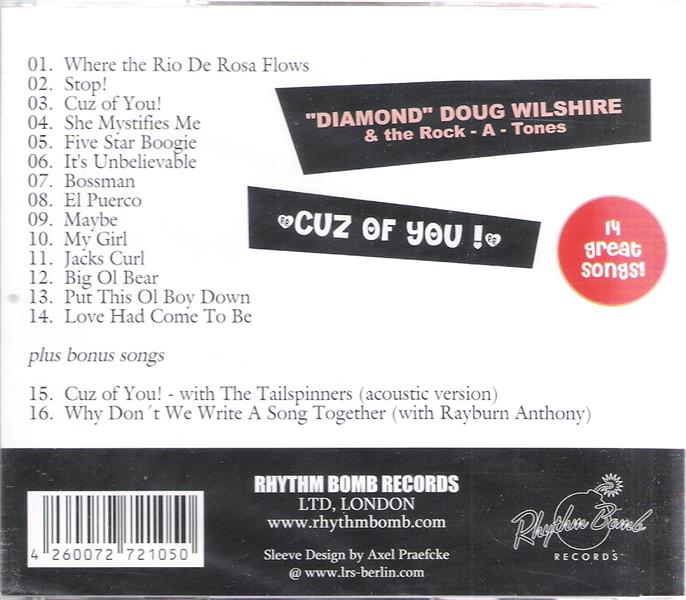 01. Where the Rio De Rosa Flows
02. Stop!
03. Cuz of You!
04. She Mystifies Me
05. Five Star Boogie
06. It's Unbelievable
07. Bossman
08. El Puerco
09. Maybe
10. My Girl
11. Jacks Curl
12. Big Ol Bear
13. Put This Ol Boy Down
14. Love Had Come To Be
plus bonus songs
15. Cuz of You! - with The Tailspinners (acoustic version)
16. Why Don´t We Write A Song Together (with Rayburn Anthony)
"DIAMOND" DOUG WILSHIRE
& the Rock - A - Tones
CUZ OF YOU!
14
great
songs!
4 260072 721050
RHYTHM BOMB RECORDS
LTD, LONDON
www.rhythmbomb.com
Sleeve Design by Axel Praefcke
@ www.lrs-berlin.com
Rhythm Bomb
RECORDS